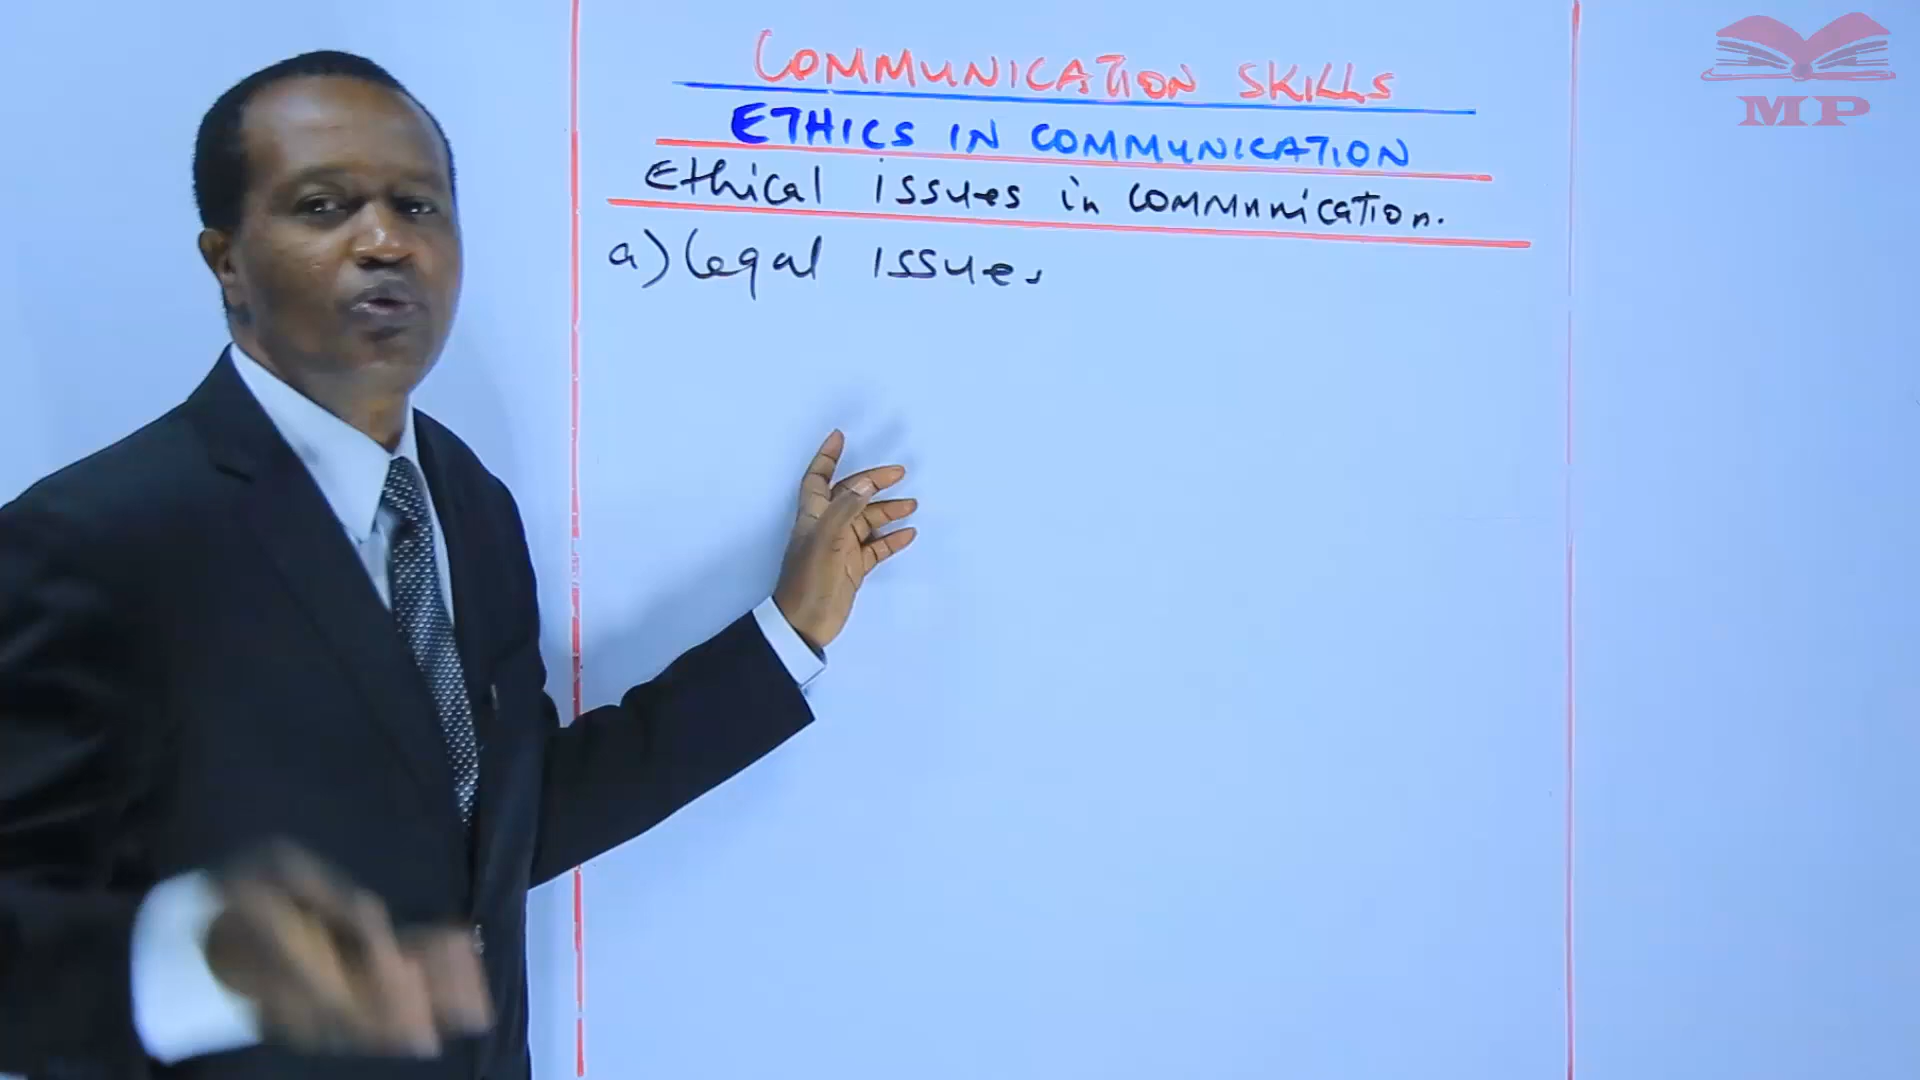 COMMUNICATION SKILLS
ETHICS IN COMMUNICATION
Ethical issues in communication.
a) Legal issues
MP